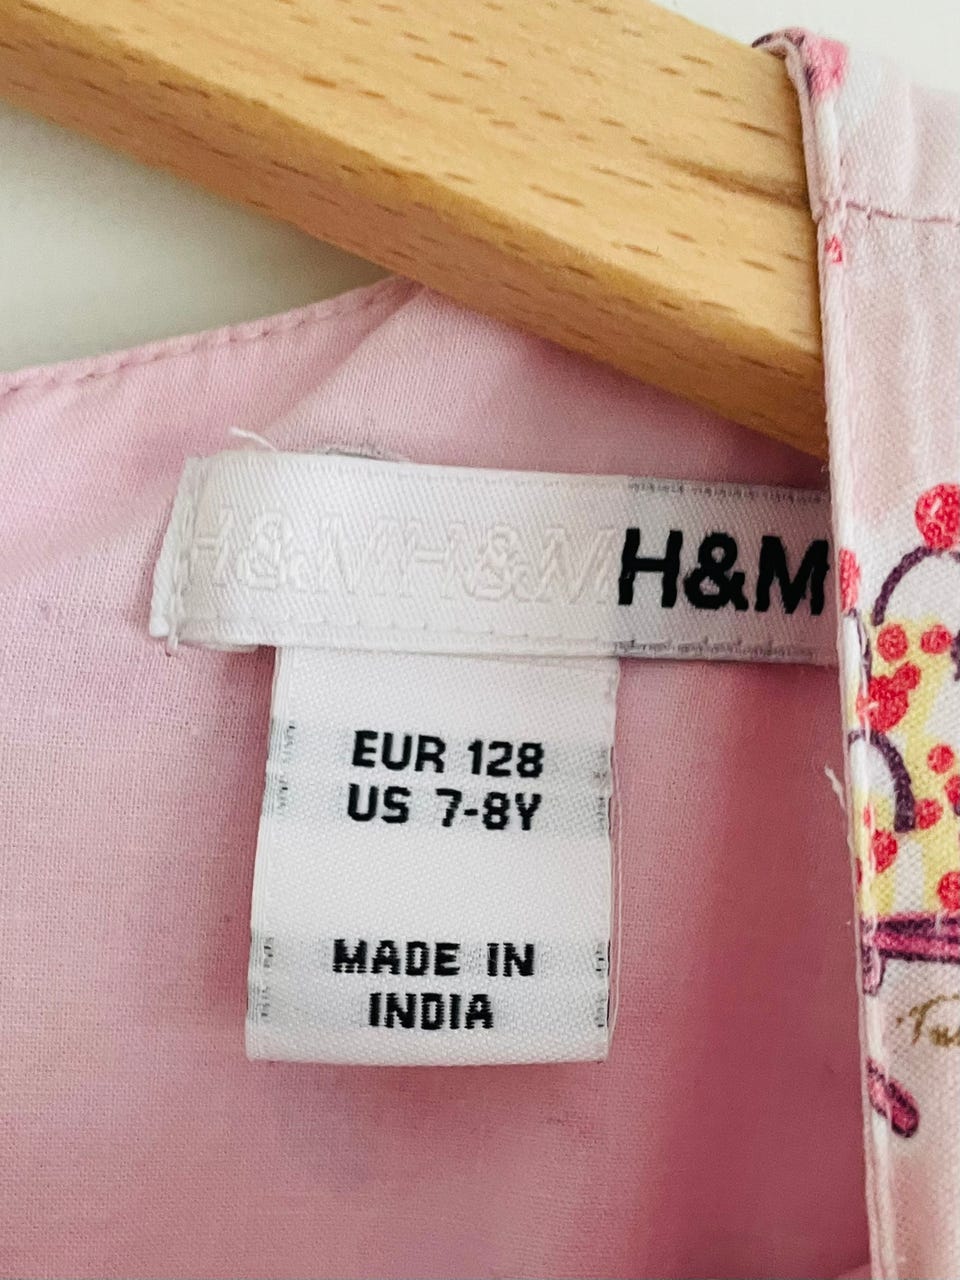 H&M H&M H&M
EUR 128
US 7-8Y
MADE IN
INDIA